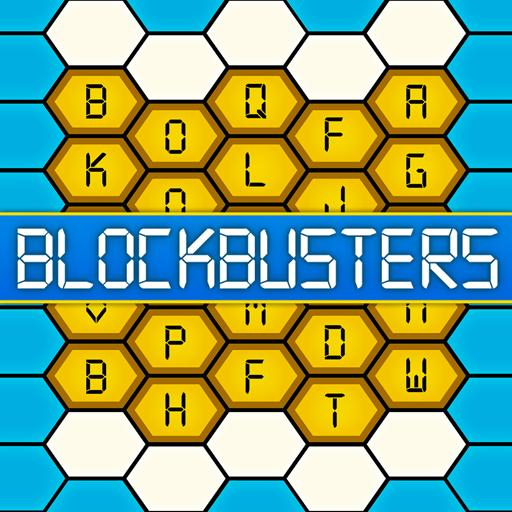 B Q A
O F
K L G
BLOCKBUSTERS
P D
B F W
H T